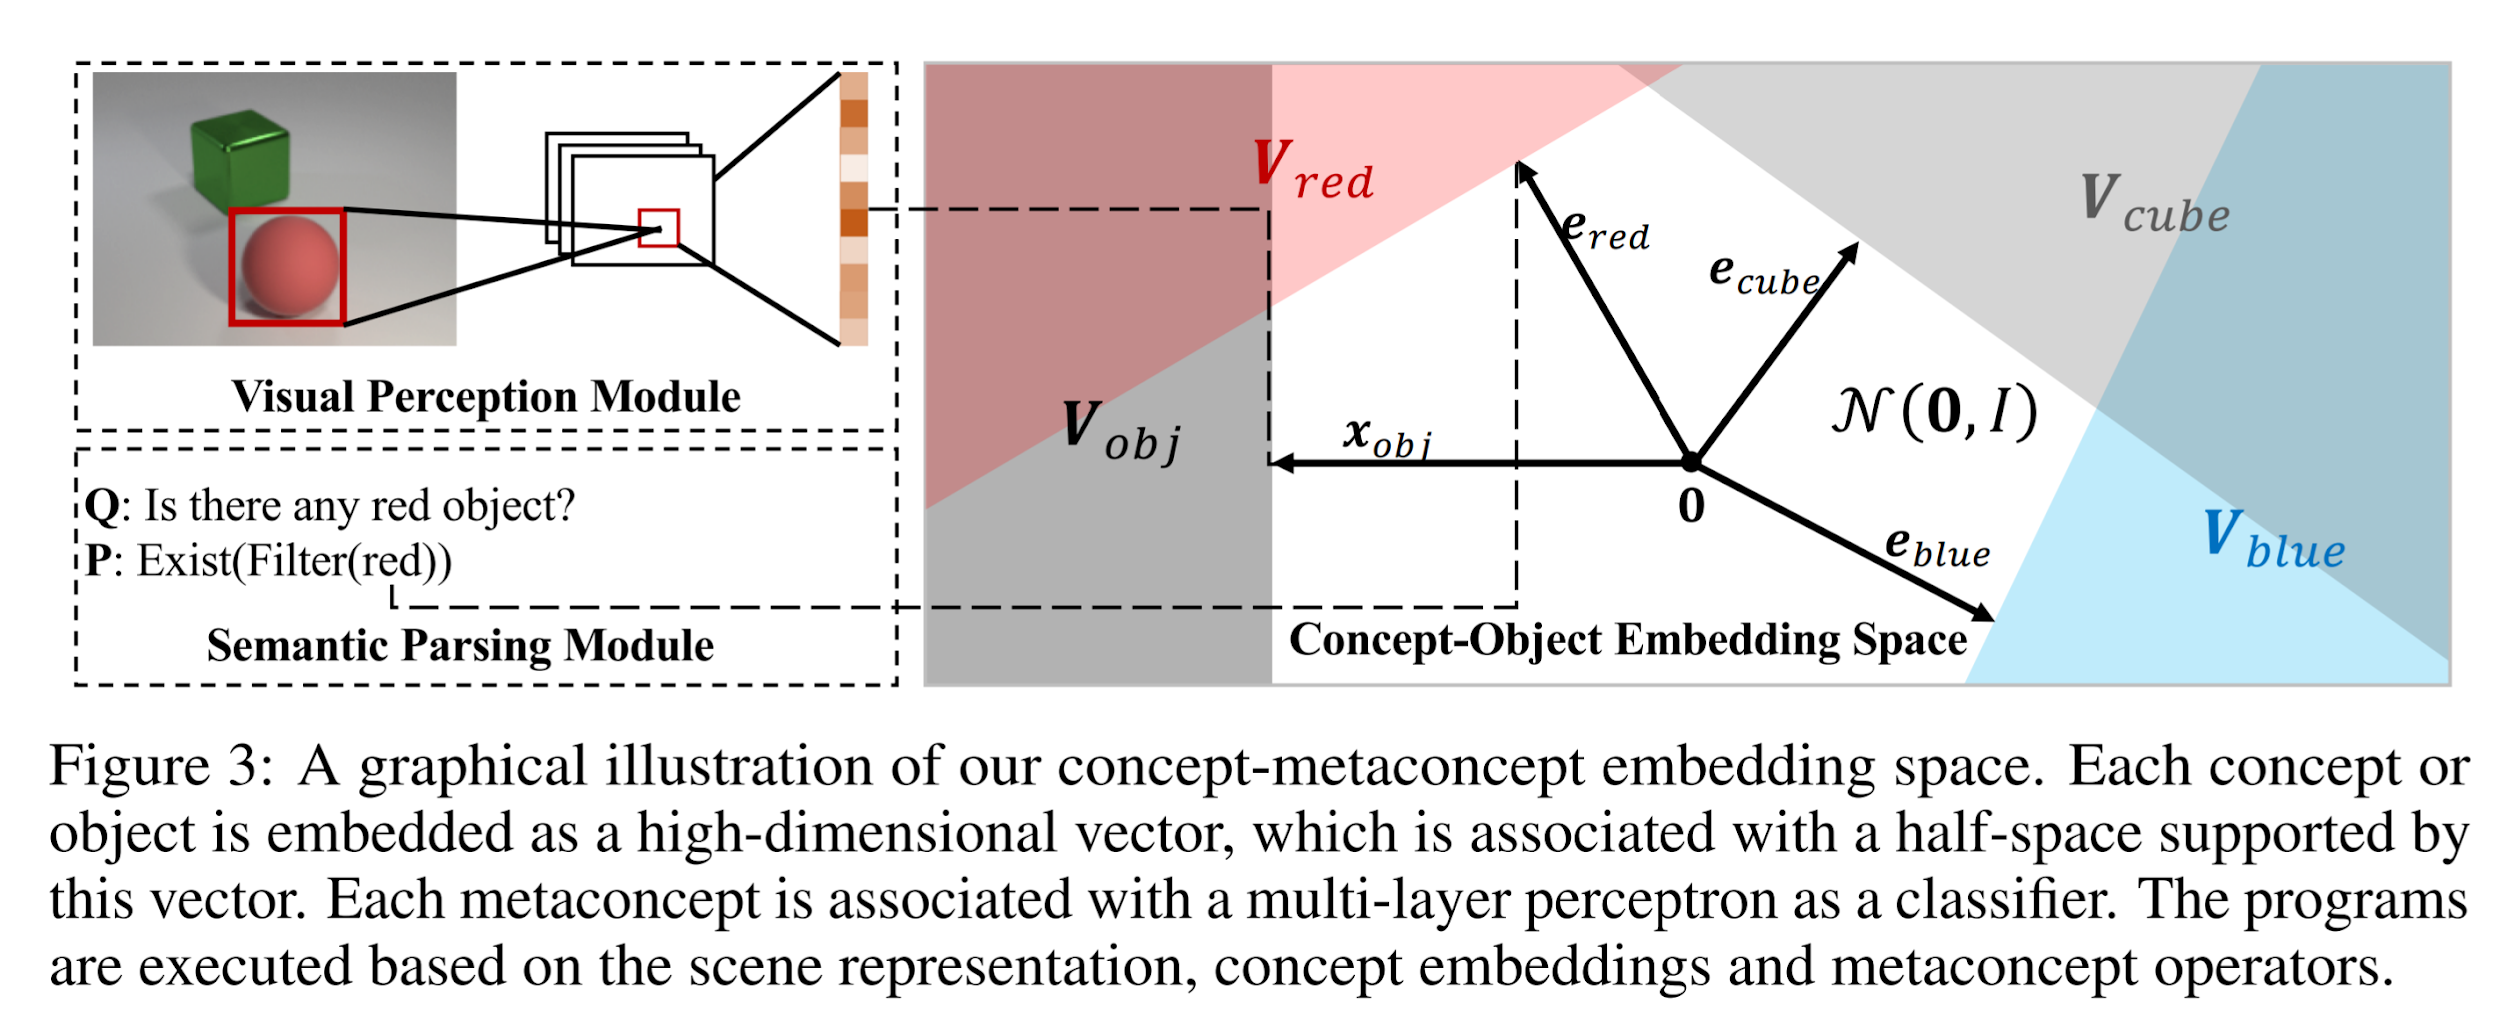 Visual Perception Module
Q: Is there any red object?
P: Exist(Filter(red))
Semantic Parsing Module
V_red
V_obj
V_cube
V_blue
e_red
e_cube
x_obj
𝒩(0, I)
0
e_blue
Concept-Object Embedding Space
Figure 3: A graphical illustration of our concept-metaconcept embedding space. Each concept or
object is embedded as a high-dimensional vector, which is associated with a half-space supported by
this vector. Each metaconcept is associated with a multi-layer perceptron as a classifier. The programs
are executed based on the scene representation, concept embeddings and metaconcept operators.